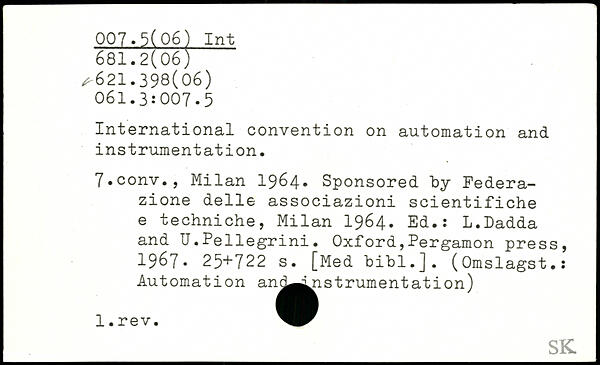 007.5(06) Int
681.2(06)
621.398(06)
061.3:007.5
International convention on automation and
instrumentation.
7.conv., Milan 1964. Sponsored by Federa-
zione delle associazioni scientifiche
e techniche, Milan 1964. Ed.: L.Dadda
and U.Pellegrini. Oxford,Pergamon press,
1967. 25+722 s. [Med bibl.]. (Omslagst.:
Automation and instrumentation)
1.rev.
SK